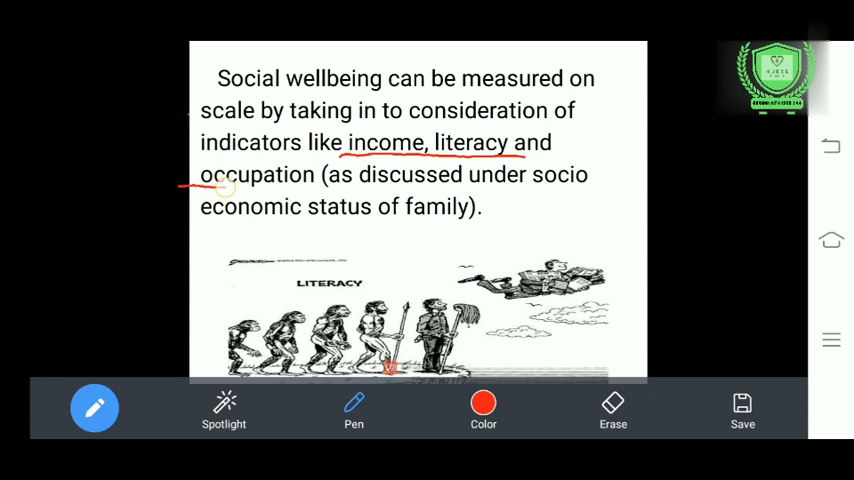 Social wellbeing can be measured on
scale by taking in to consideration of
indicators like income, literacy and
occupation (as discussed under socio
economic status of family).
LITERACY
Spotlight
Pen
Color
Erase
Save